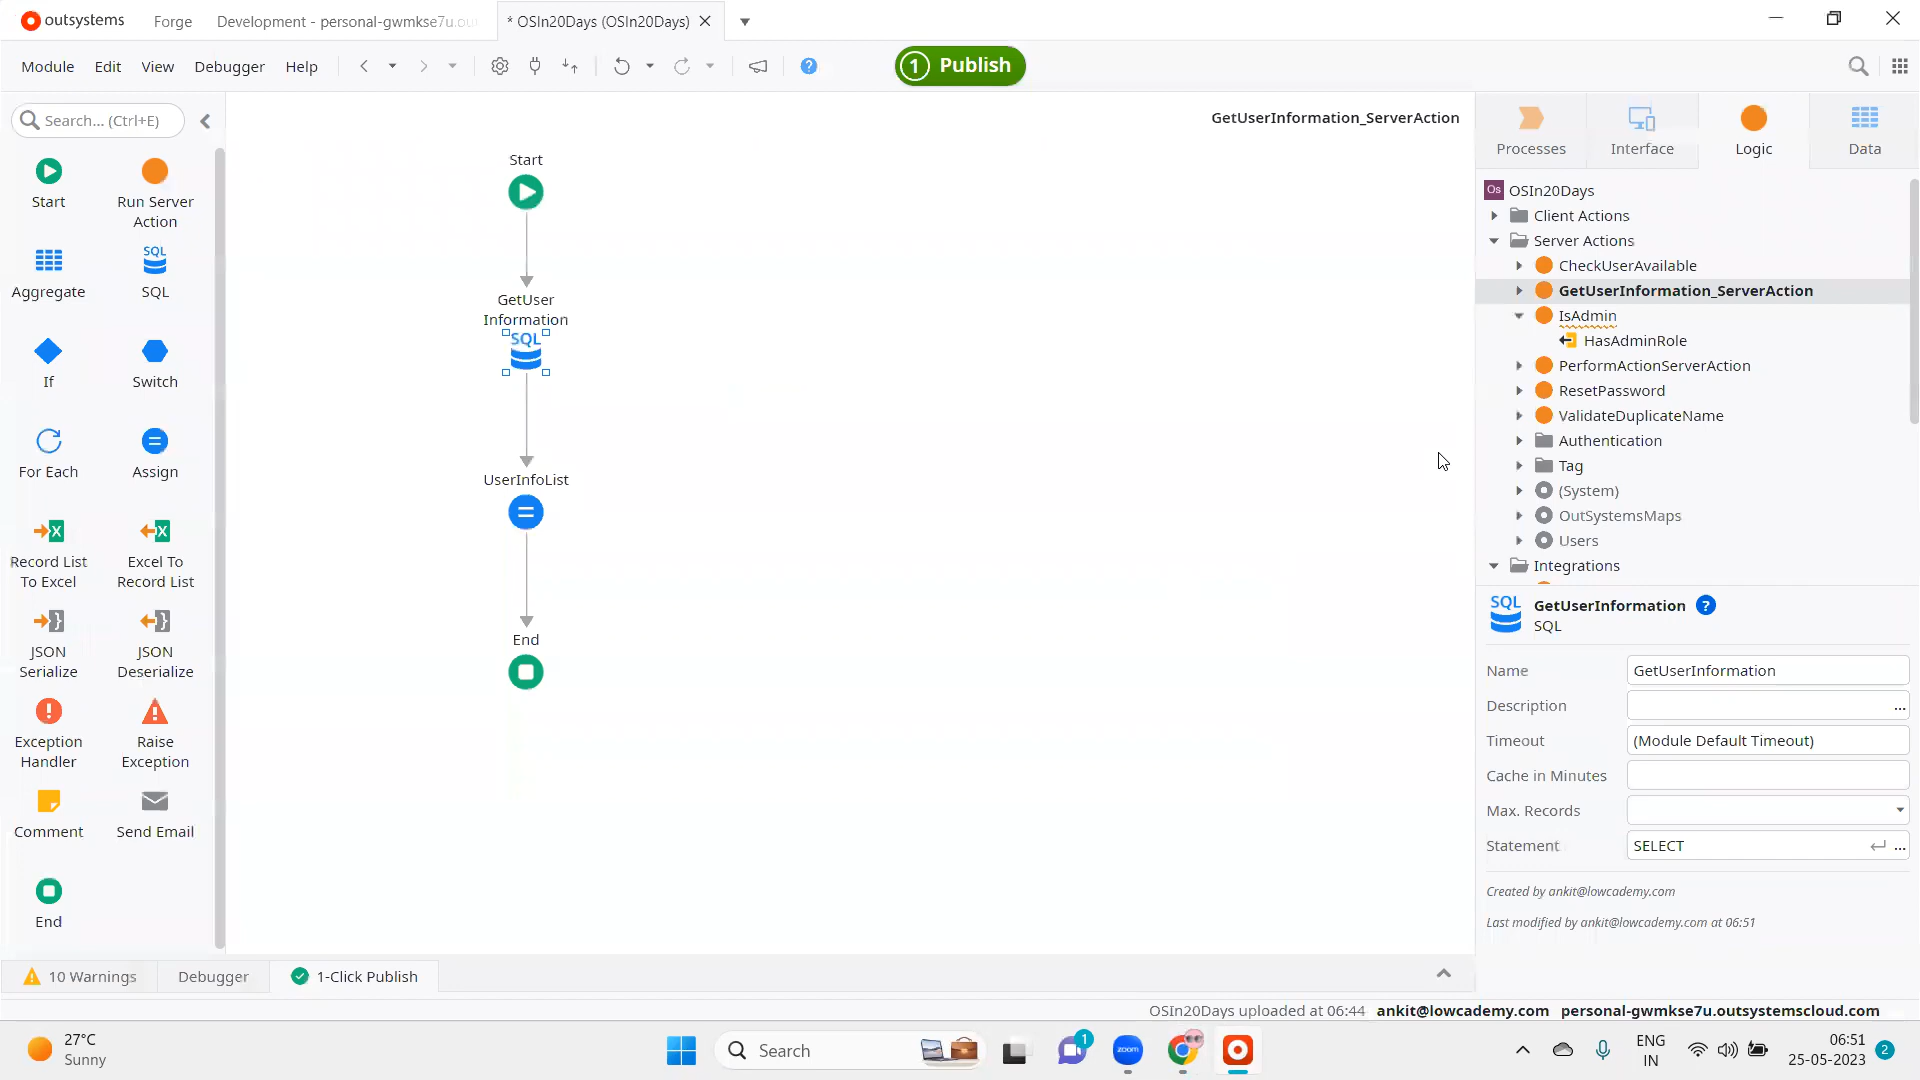 outsystems
Forge
Development - personal-gwmkse7u.ou
* OSIn20Days (OSIn20Days)
Module
Edit
View
Debugger
Help
1
Publish
Search... (Ctrl+E)
Start
Run Server
Action
Aggregate
SQL
SQL
If
Switch
For Each
Assign
Record List
To Excel
Excel To
Record List
JSON
Serialize
JSON
Deserialize
Exception
Handler
Raise
Exception
Comment
Send Email
End
GetUserInformation_ServerAction
Start
GetUser
Information
SQL
UserInfoList
End
Processes
Interface
Logic
Data
Os
OSIn20Days
Client Actions
Server Actions
CheckUserAvailable
GetUserInformation_ServerAction
IsAdmin
HasAdminRole
PerformActionServerAction
ResetPassword
ValidateDuplicateName
Authentication
Tag
(System)
OutSystemsMaps
Users
Integrations
SQL
GetUserInformation
?
SQL
Name
GetUserInformation
Description
...
Timeout
(Module Default Timeout)
Cache in Minutes
Max. Records
Statement
SELECT
...
Created by ankit@lowcademy.com
Last modified by ankit@lowcademy.com at 06:51
10 Warnings
Debugger
1-Click Publish
OSIn20Days uploaded at 06:44
ankit@lowcademy.com
personal-gwmkse7u.outsystemscloud.com
27°C
Sunny
Search
1
zoom
ENG
IN
06:51
25-05-2023
2